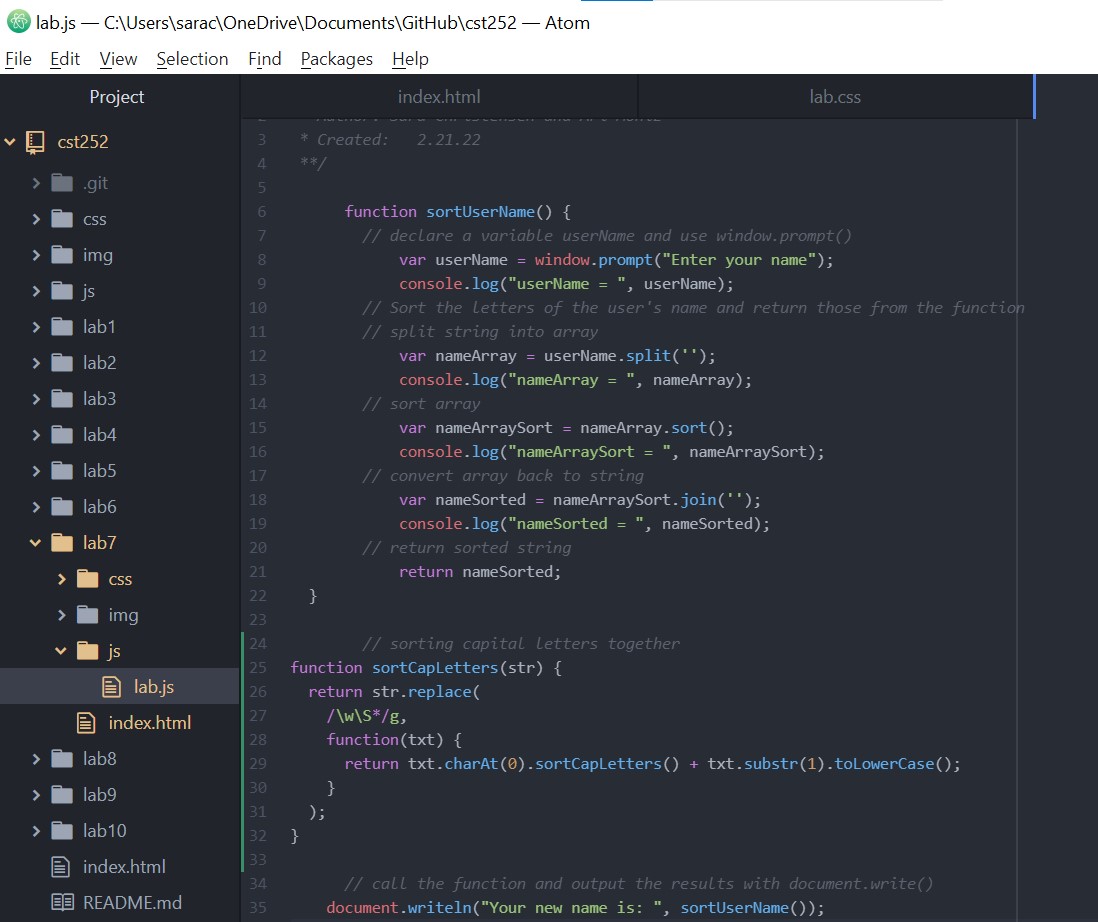 lab.js — C:\Users\sarac\OneDrive\Documents\GitHub\cst252 — Atom
File Edit View Selection Find Packages Help
Project
cst252
.git
css
img
js
lab1
lab2
lab3
lab4
lab5
lab6
lab7
css
img
js
lab.js
index.html
lab8
lab9
lab10
index.html
README.md
index.html lab.css
3 * Created:   2.21.22
4 **/
5
6 function sortUserName() {
7 // declare a variable userName and use window.prompt()
8 var userName = window.prompt("Enter your name");
9 console.log("userName = ", userName);
10 // Sort the letters of the user's name and return those from the function
11 // split string into array
12 var nameArray = userName.split('');
13 console.log("nameArray = ", nameArray);
14 // sort array
15 var nameArraySort = nameArray.sort();
16 console.log("nameArraySort = ", nameArraySort);
17 // convert array back to string
18 var nameSorted = nameArraySort.join('');
19 console.log("nameSorted = ", nameSorted);
20 // return sorted string
21 return nameSorted;
22 }
23
24 // sorting capital letters together
25 function sortCapLetters(str) {
26 return str.replace(
27 /\w\S*/g,
28 function(txt) {
29 return txt.charAt(0).sortCapLetters() + txt.substr(1).toLowerCase();
30 }
31 );
32 }
33
34 // call the function and output the results with document.write()
35 document.writeln("Your new name is: ", sortUserName());